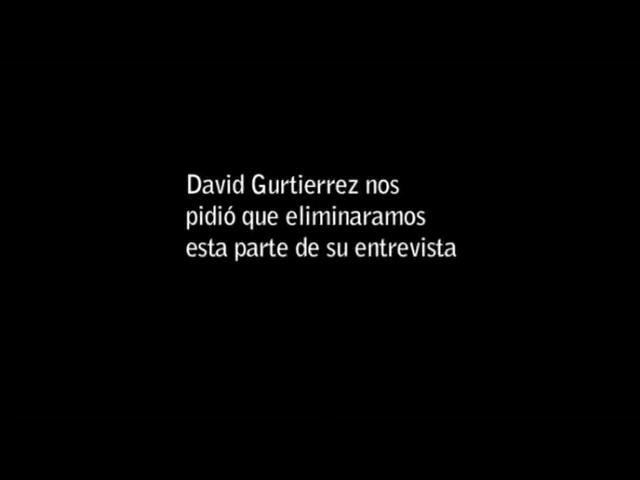 David Gurtierrez nos
pidió que eliminaramos
esta parte de su entrevista